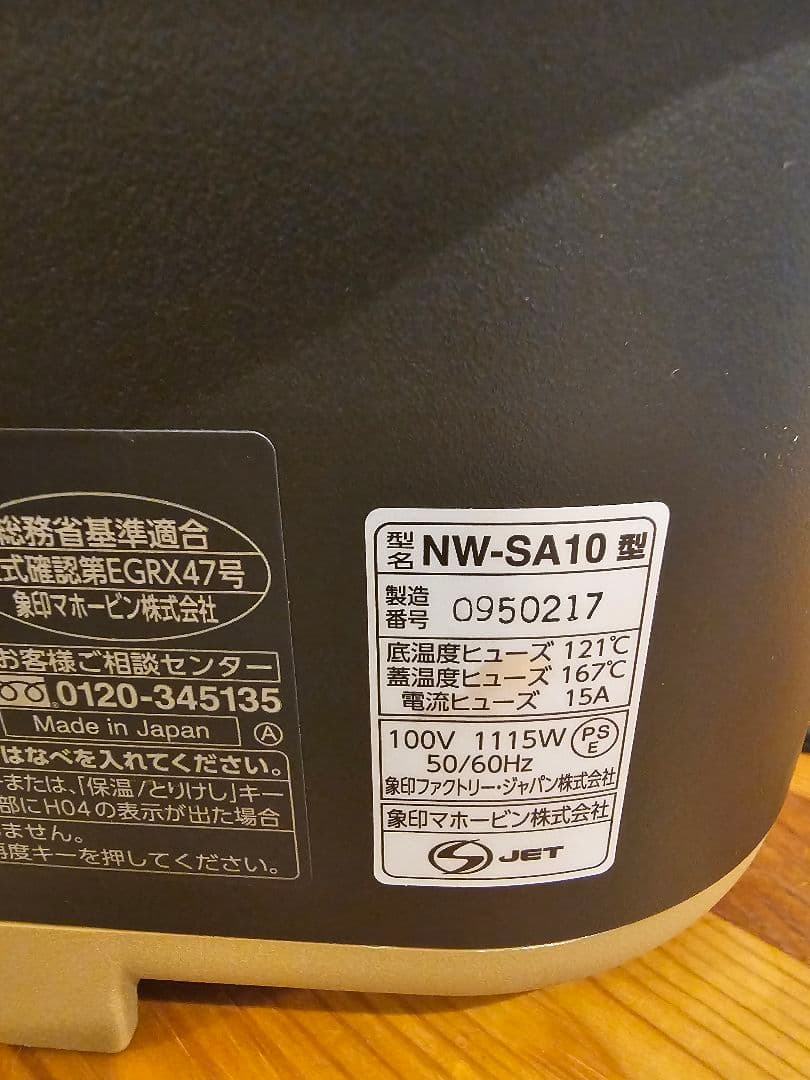 総務省基準適合
式確認第EGRX47号
象印マホービン株式会社
お客様ご相談センター
0120-345135
Made in Japan Ⓐ
はなべを入れてください。
または、「保温/とりけし」キー
部にH04の表示が出た場合
ません。
再度キーを押してください。
型名 NW-SA10 型
製造番号 0950217
底温度ヒューズ 121℃
蓋温度ヒューズ 167℃
電流ヒューズ 15A
100V 1115W PSE
50/60Hz
象印ファクトリー・ジャパン株式会社
象印マホービン株式会社
JET